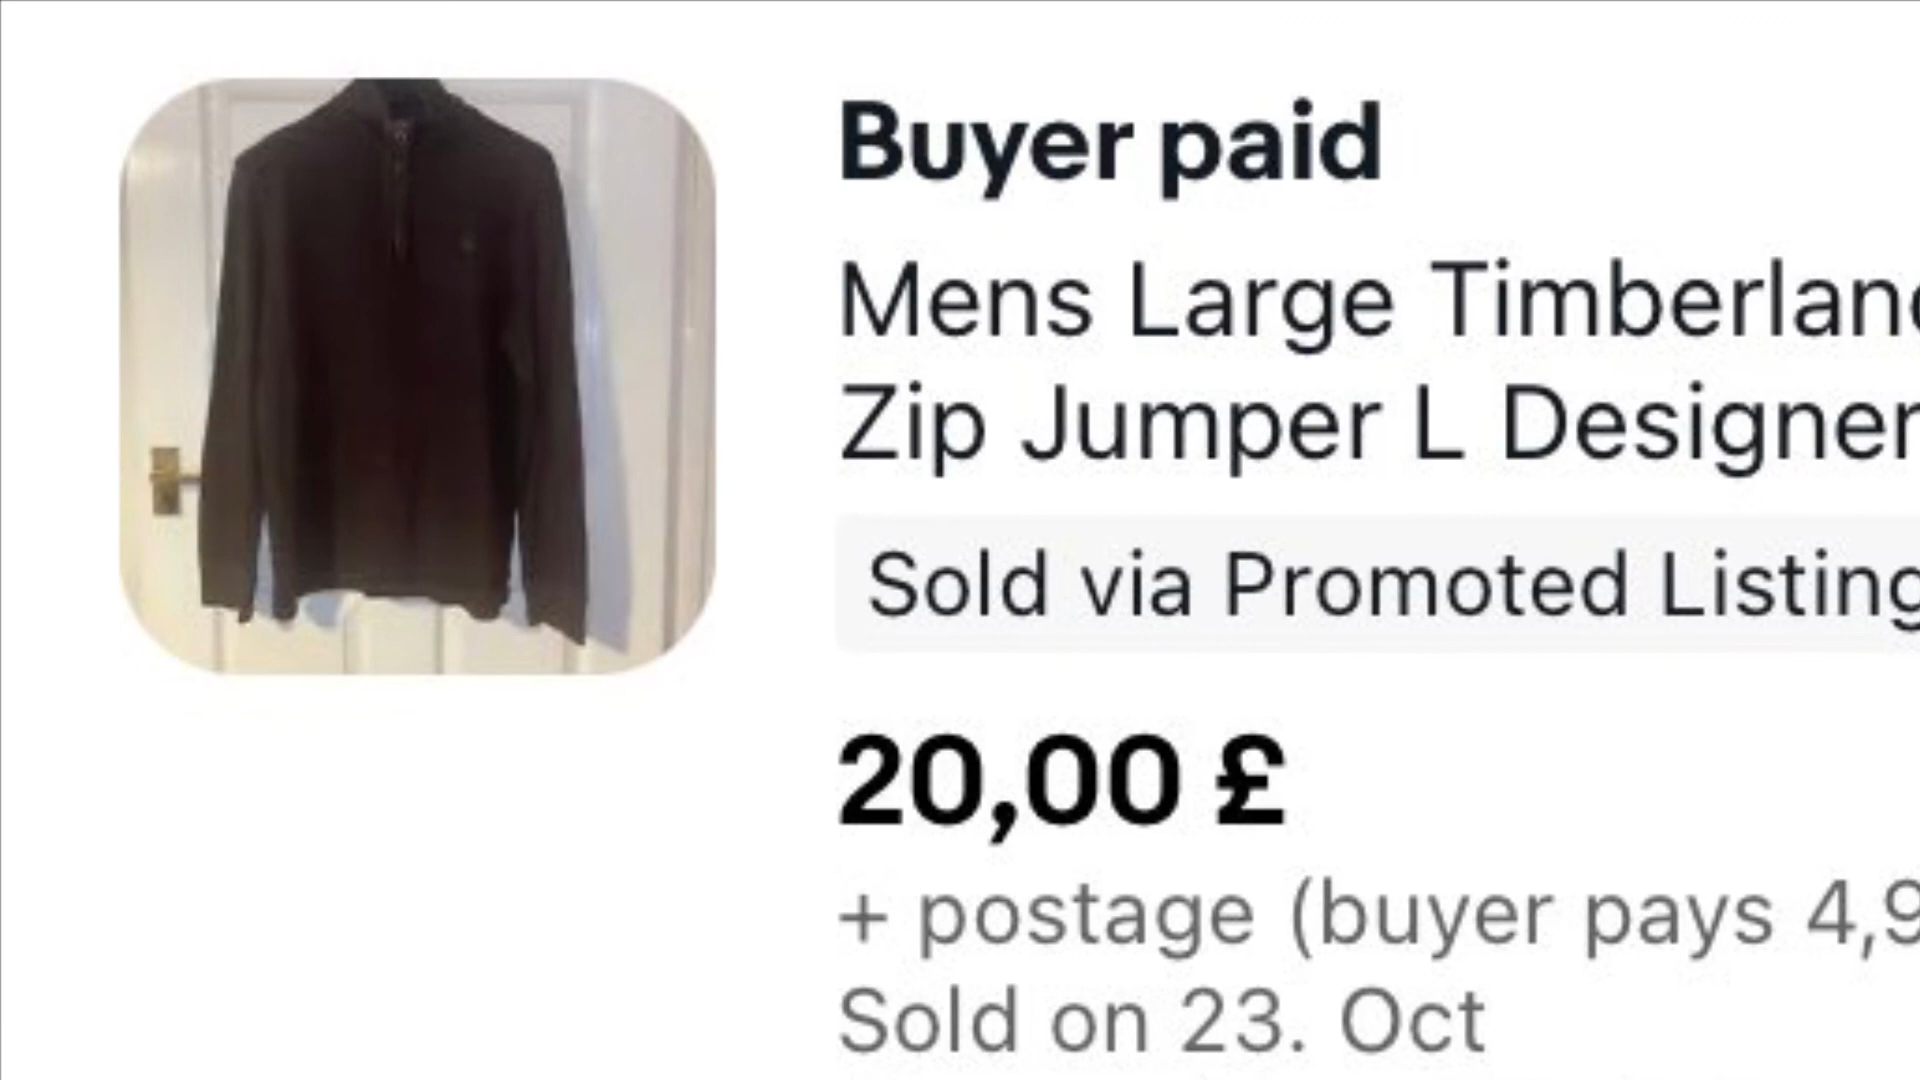 Buyer paid
Mens Large Timberlan
Zip Jumper L Designer
Sold via Promoted Listing
20,00 £
+ postage (buyer pays 4,9
Sold on 23. Oct